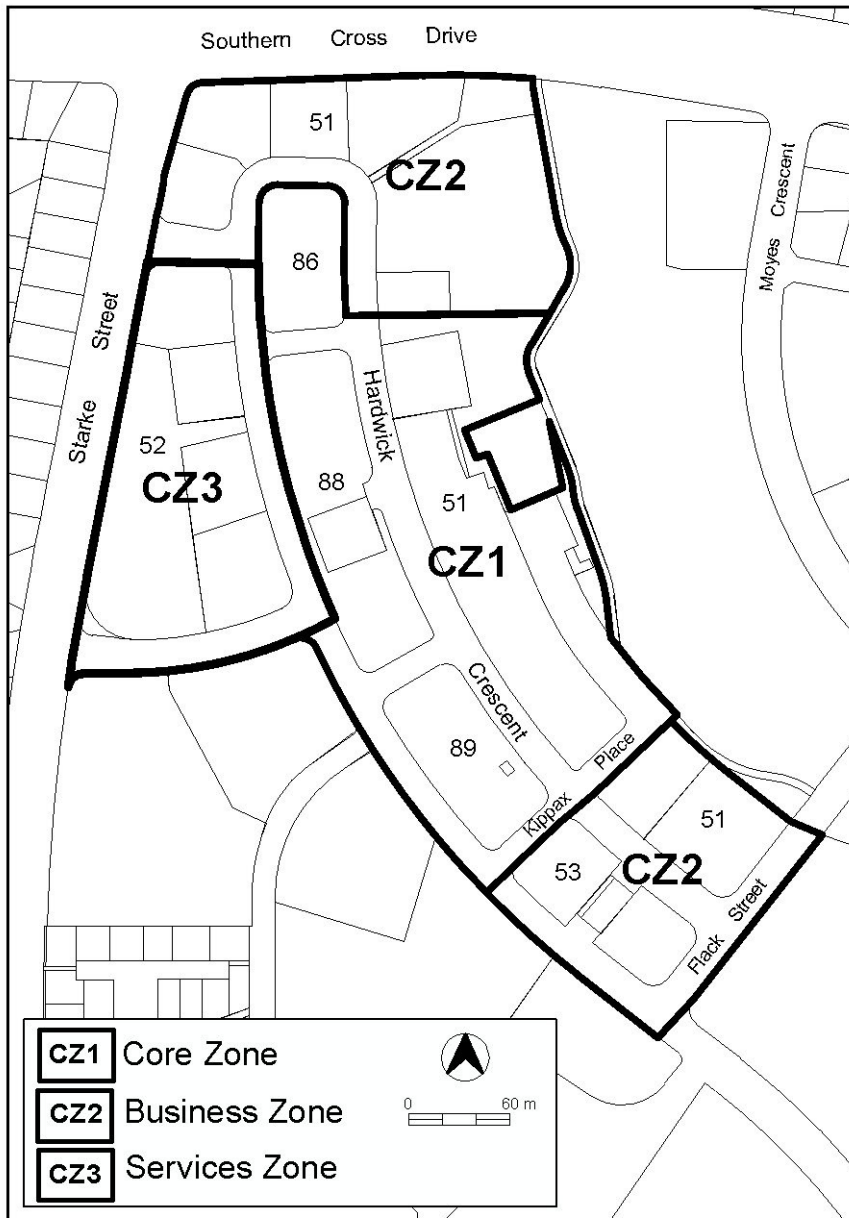 Southern Cross Drive
51
CZ2
Moyes Crescent
86
Starke Street
Hardwick
52
CZ3
88
51
CZ1
Crescent
89
Place
Kippax
51
53
CZ2
Flack Street
CZ1 Core Zone
CZ2 Business Zone
CZ3 Services Zone
0 60 m